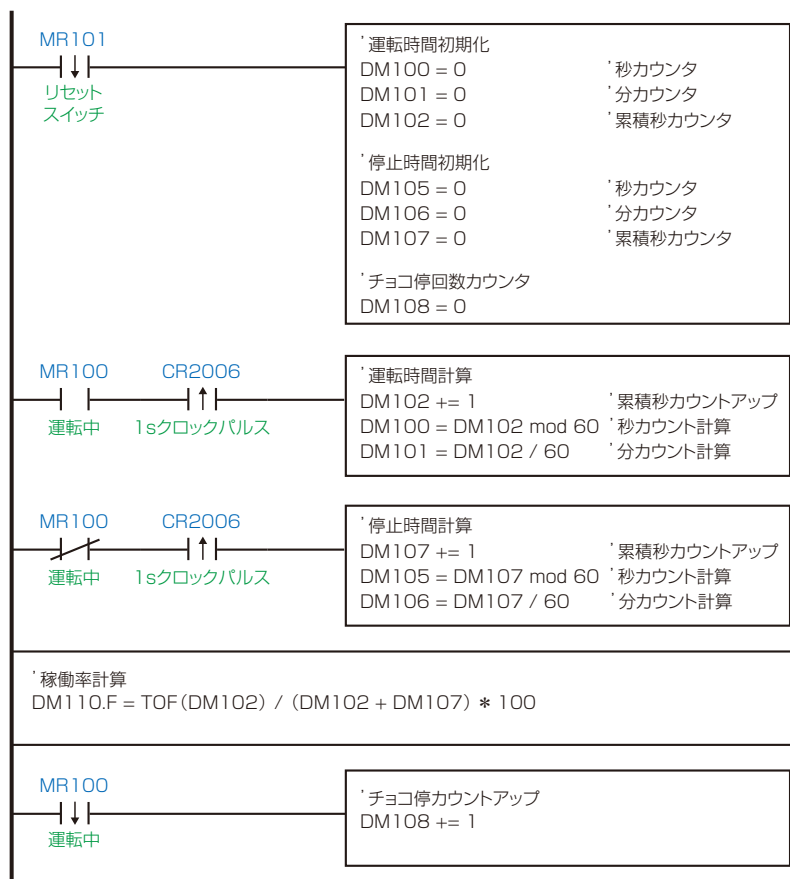 MR101
リセット
スイッチ
'運転時間初期化
DM100 = 0 '秒カウンタ
DM101 = 0 '分カウンタ
DM102 = 0 '累積秒カウンタ
'停止時間初期化
DM105 = 0 '秒カウンタ
DM106 = 0 '分カウンタ
DM107 = 0 '累積秒カウンタ
'チョコ停回数カウンタ
DM108 = 0
MR100 CR2006
運転中 1sクロックパルス
'運転時間計算
DM102 += 1 '累積秒カウントアップ
DM100 = DM102 mod 60 '秒カウント計算
DM101 = DM102 / 60 '分カウント計算
MR100 CR2006
運転中 1sクロックパルス
'停止時間計算
DM107 += 1 '累積秒カウントアップ
DM105 = DM107 mod 60 '秒カウント計算
DM106 = DM107 / 60 '分カウント計算
'稼働率計算
DM110.F = TOF(DM102) / (DM102 + DM107) * 100
MR100
運転中
'チョコ停カウントアップ
DM108 += 1